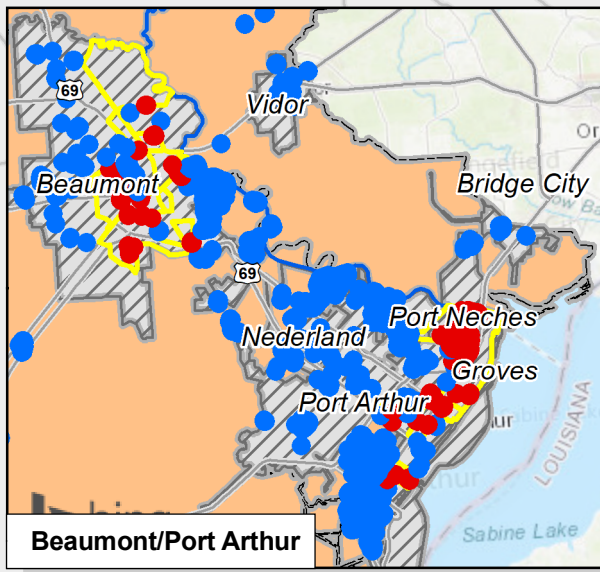 69
Vidor
Beaumont
Bridge City
69
Nederland
Port Neches
Groves
Port Arthur
LOUISIANA
Sabine Lake
Beaumont/Port Arthur